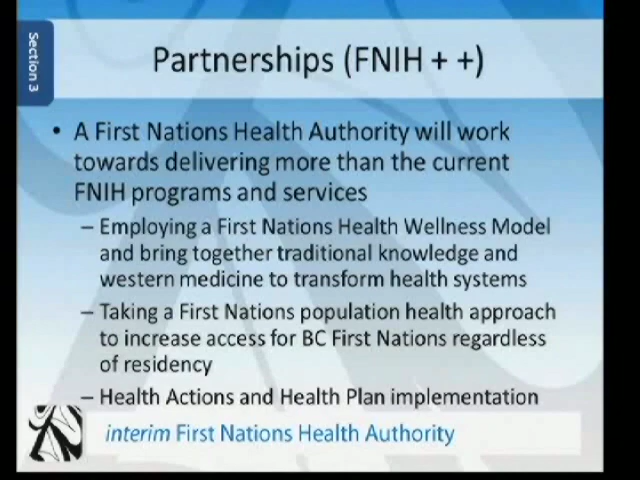 Section 3
Partnerships (FNIH + +)
• A First Nations Health Authority will work
towards delivering more than the current
FNIH programs and services
– Employing a First Nations Health Wellness Model
and bring together traditional knowledge and
western medicine to transform health systems
– Taking a First Nations population health approach
to increase access for BC First Nations regardless
of residency
– Health Actions and Health Plan implementation
interim First Nations Health Authority